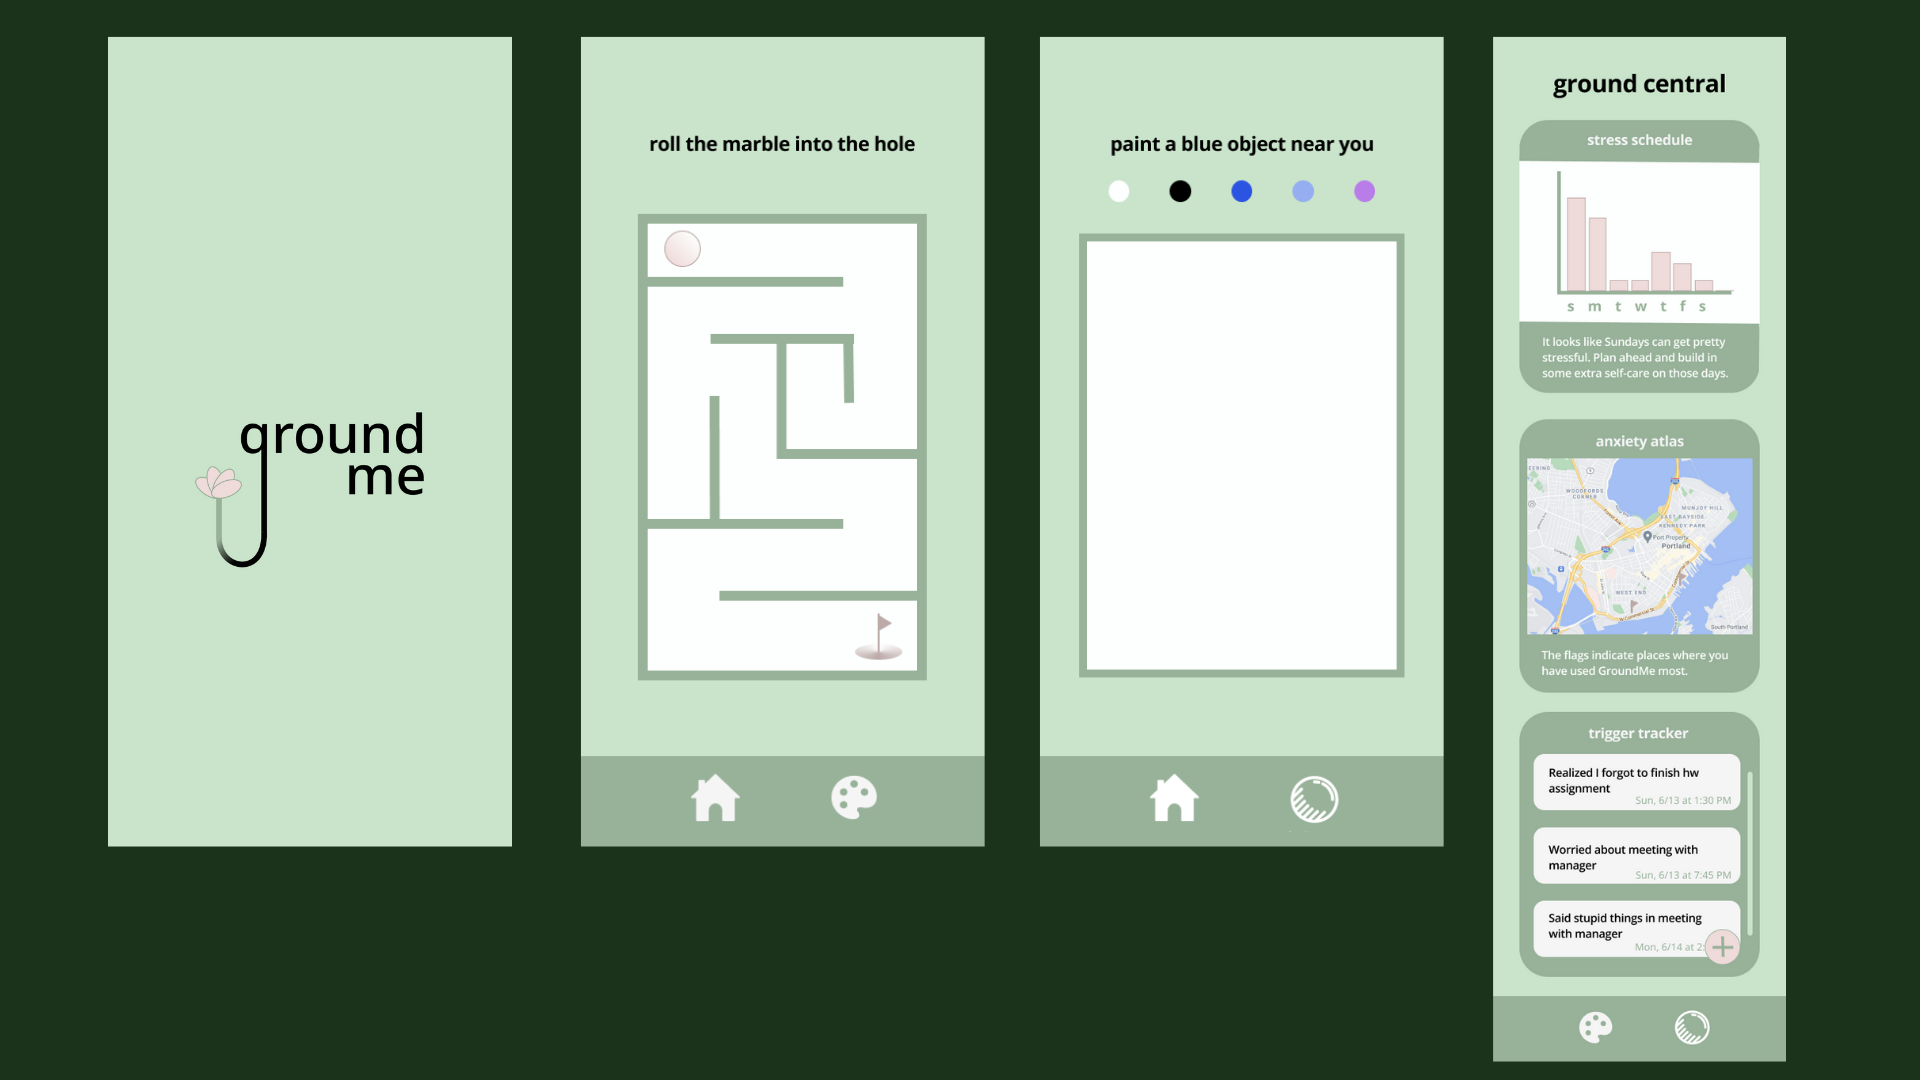 ground
me
roll the marble into the hole
paint a blue object near you
ground central
stress schedule
s m t w t f s
It looks like Sundays can get pretty
stressful. Plan ahead and build in
some extra self-care on those days.
anxiety atlas
EERING
WOODFORDS
CORNER
MUNJOY HILL
EAST BAYSIDE
KENNEDY PARK
Port Property
Portland
WEST END
W Commercial St
South Portland
The flags indicate places where you
have used GroundMe most.
trigger tracker
Realized I forgot to finish hw
assignment
Sun, 6/13 at 1:30 PM
Worried about meeting with
manager
Sun, 6/13 at 7:45 PM
Said stupid things in meeting
with manager
Mon, 6/14 at 2: